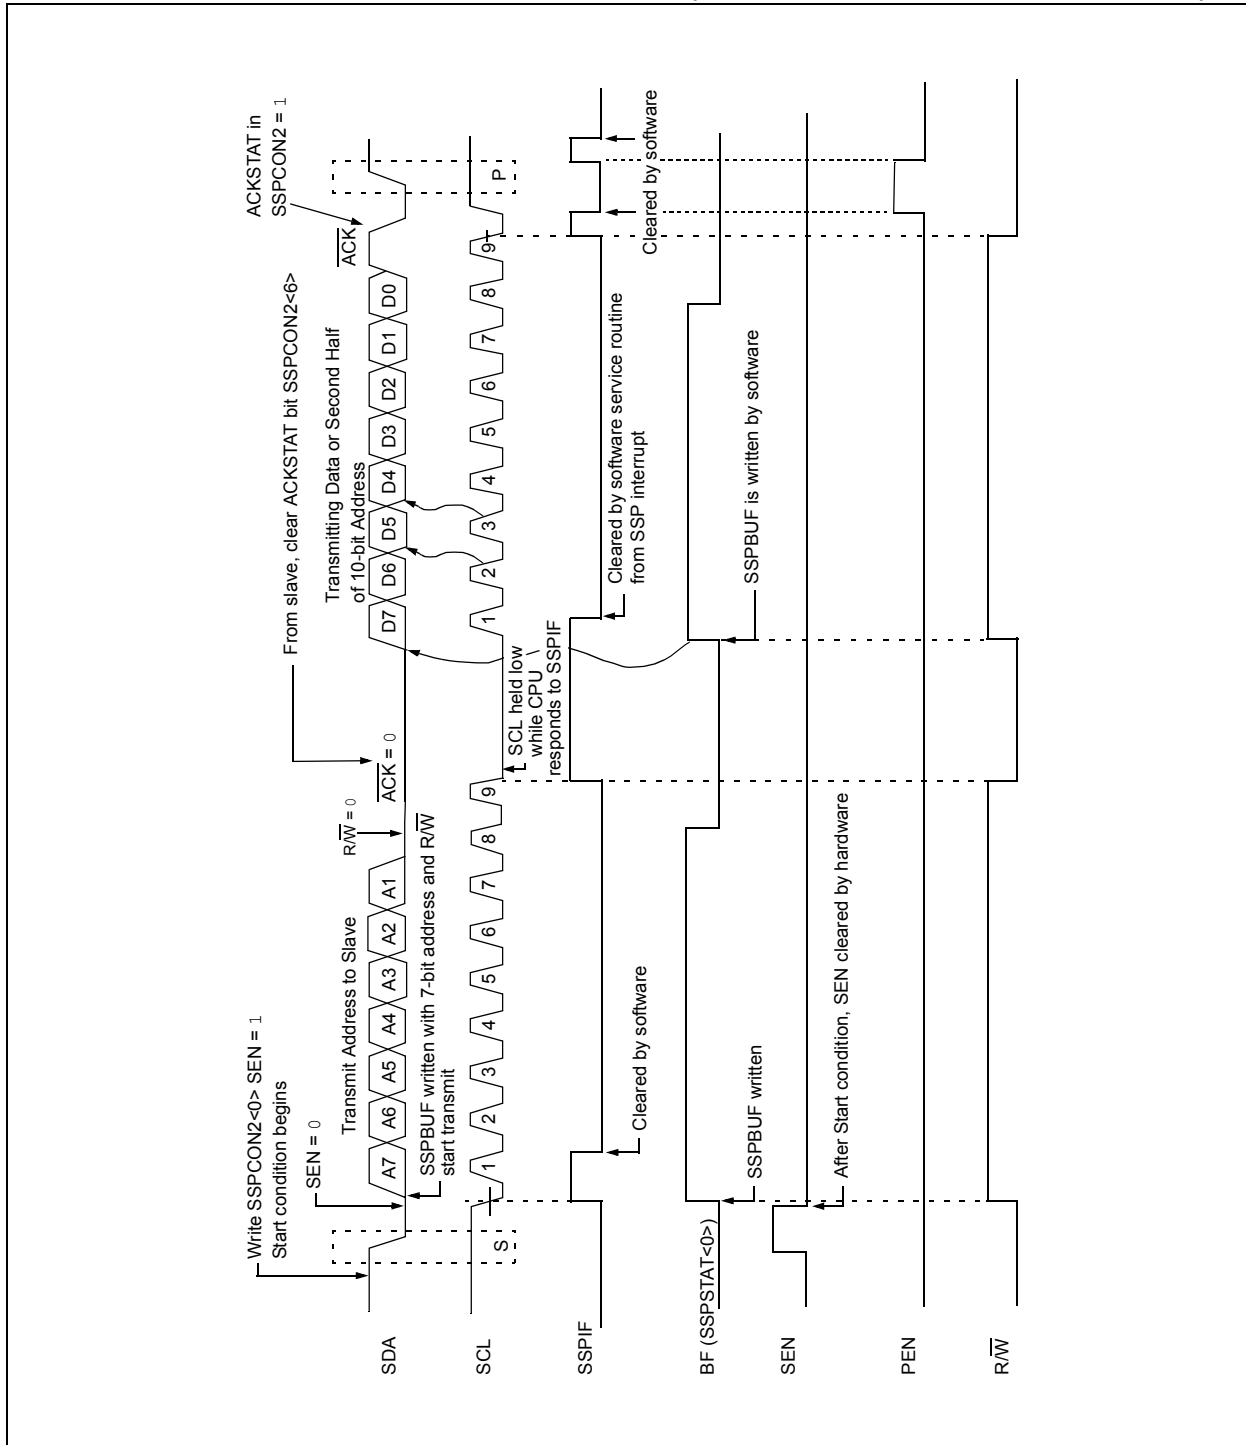 Write SSPCON2<0> SEN = 1
Start condition begins
SEN = 0
Transmit Address to Slave
R/W = 0
From slave, clear ACKSTAT bit SSPCON2<6>
ACK = 0
Transmitting Data or Second Half
of 10-bit Address
ACK
ACKSTAT in
SSPCON2 = 1
SDA
A7 A6 A5 A4 A3 A2 A1
D7 D6 D5 D4 D3 D2 D1 D0
SSPBUF written with 7-bit address and R/W
start transmit
SCL
S
1 2 3 4 5 6 7 8 9
1 2 3 4 5 6 7 8 9
P
SCL held low
while CPU
responds to SSPIF
SSPIF
Cleared by software
Cleared by software service routine
from SSP interrupt
Cleared by software
Cleared by software
BF (SSPSTAT<0>)
SSPBUF written
SSPBUF is written by software
SEN
After Start condition, SEN cleared by hardware
PEN
R/W